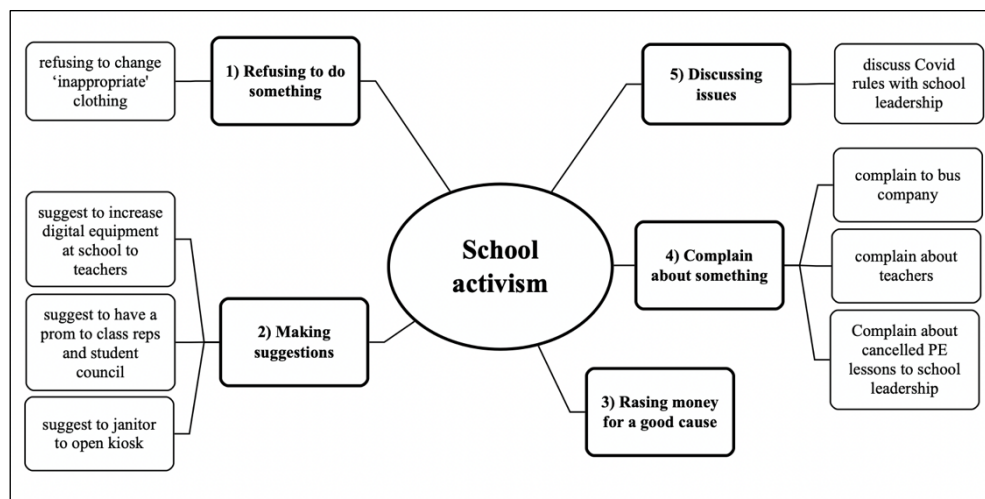 refusing to change
‘inappropriate'
clothing
1) Refusing to do
something
suggest to increase
digital equipment
at school to
teachers
suggest to have a
prom to class reps
and student
council
suggest to janitor
to open kiosk
2) Making
suggestions
School
activism
5) Discussing
issues
discuss Covid
rules with school
leadership
4) Complain
about something
complain to bus
company
complain about
teachers
Complain about
cancelled PE
lessons to school
leadership
3) Rasing money
for a good cause